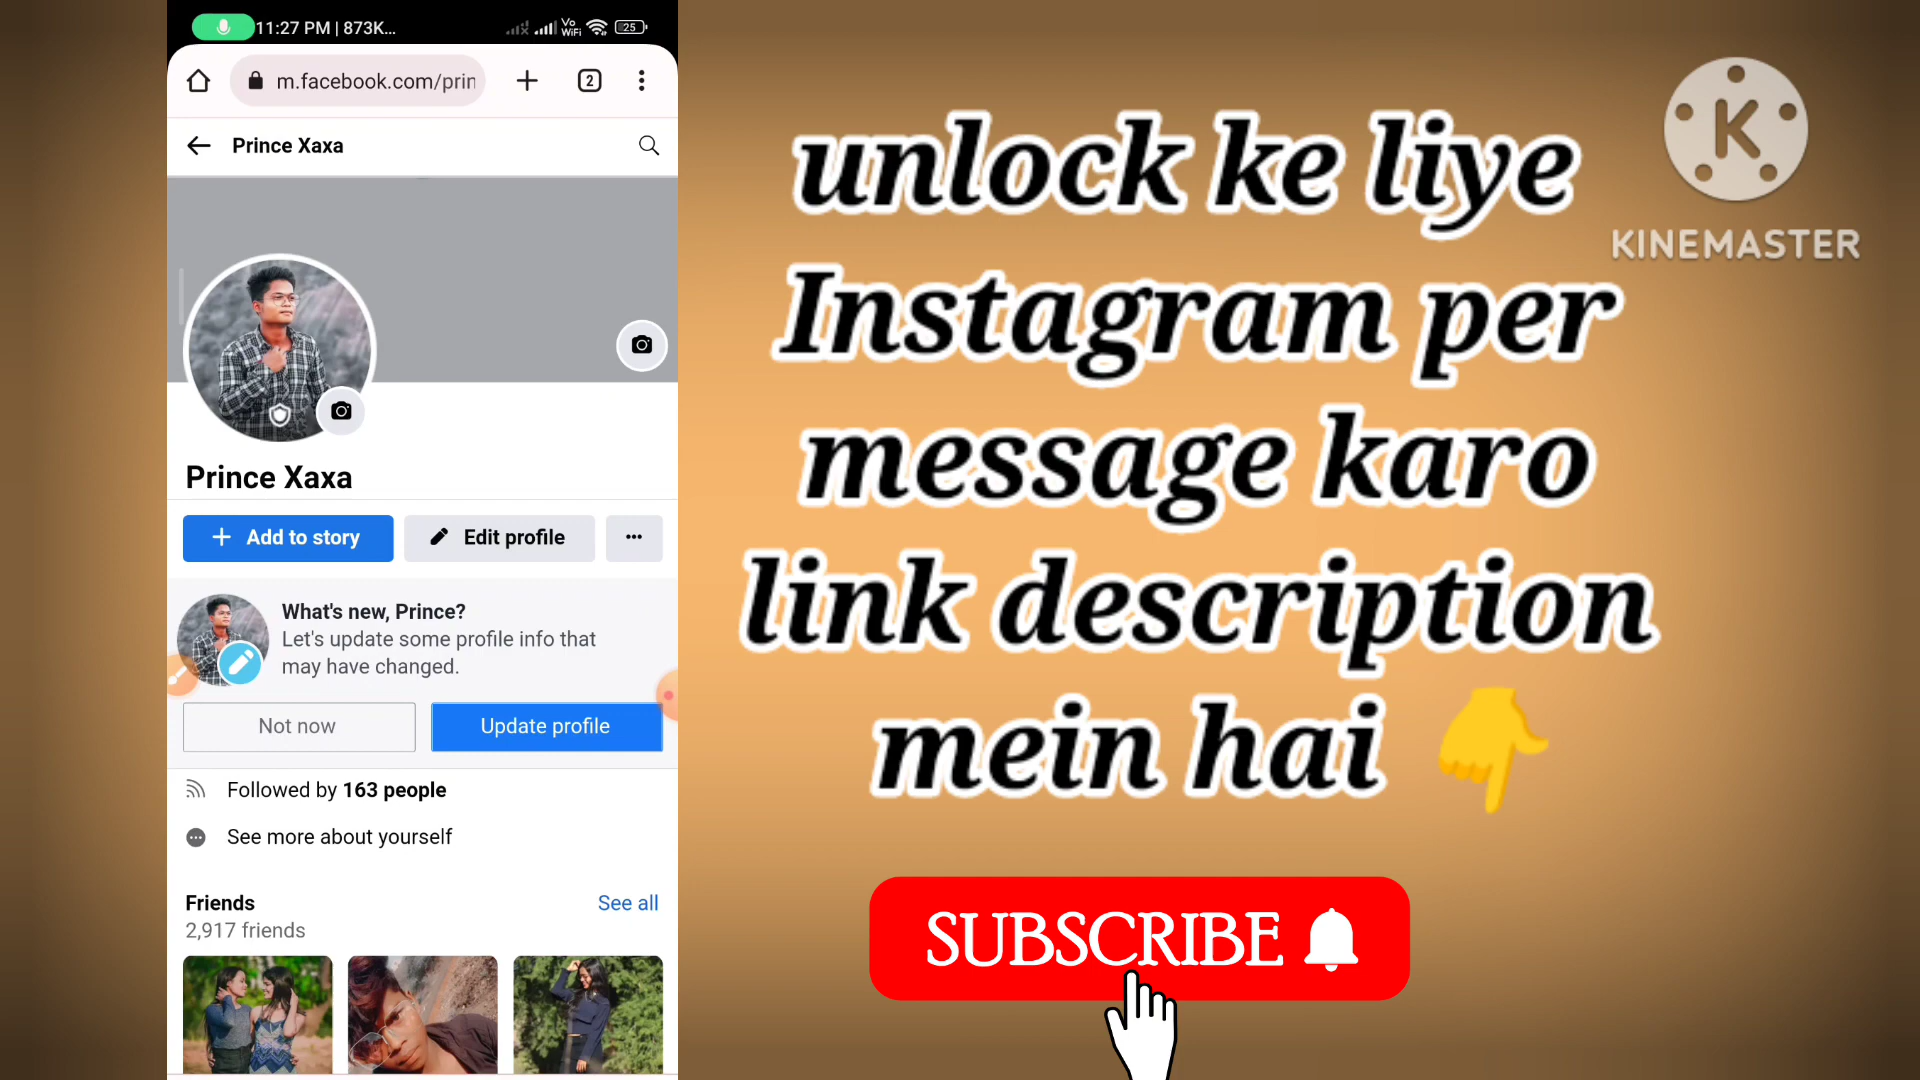 11:27 PM | 873K...
Vo
WiFi
25
m.facebook.com/prin
2
Prince Xaxa
Prince Xaxa
Add to story
Edit profile
What's new, Prince?
Let's update some profile info that
may have changed.
Not now
Update profile
Followed by 163 people
See more about yourself
Friends
See all
2,917 friends
unlock ke liye
Instagram per
message karo
link description
mein hai 👇
K
KINEMASTER
SUBSCRIBE